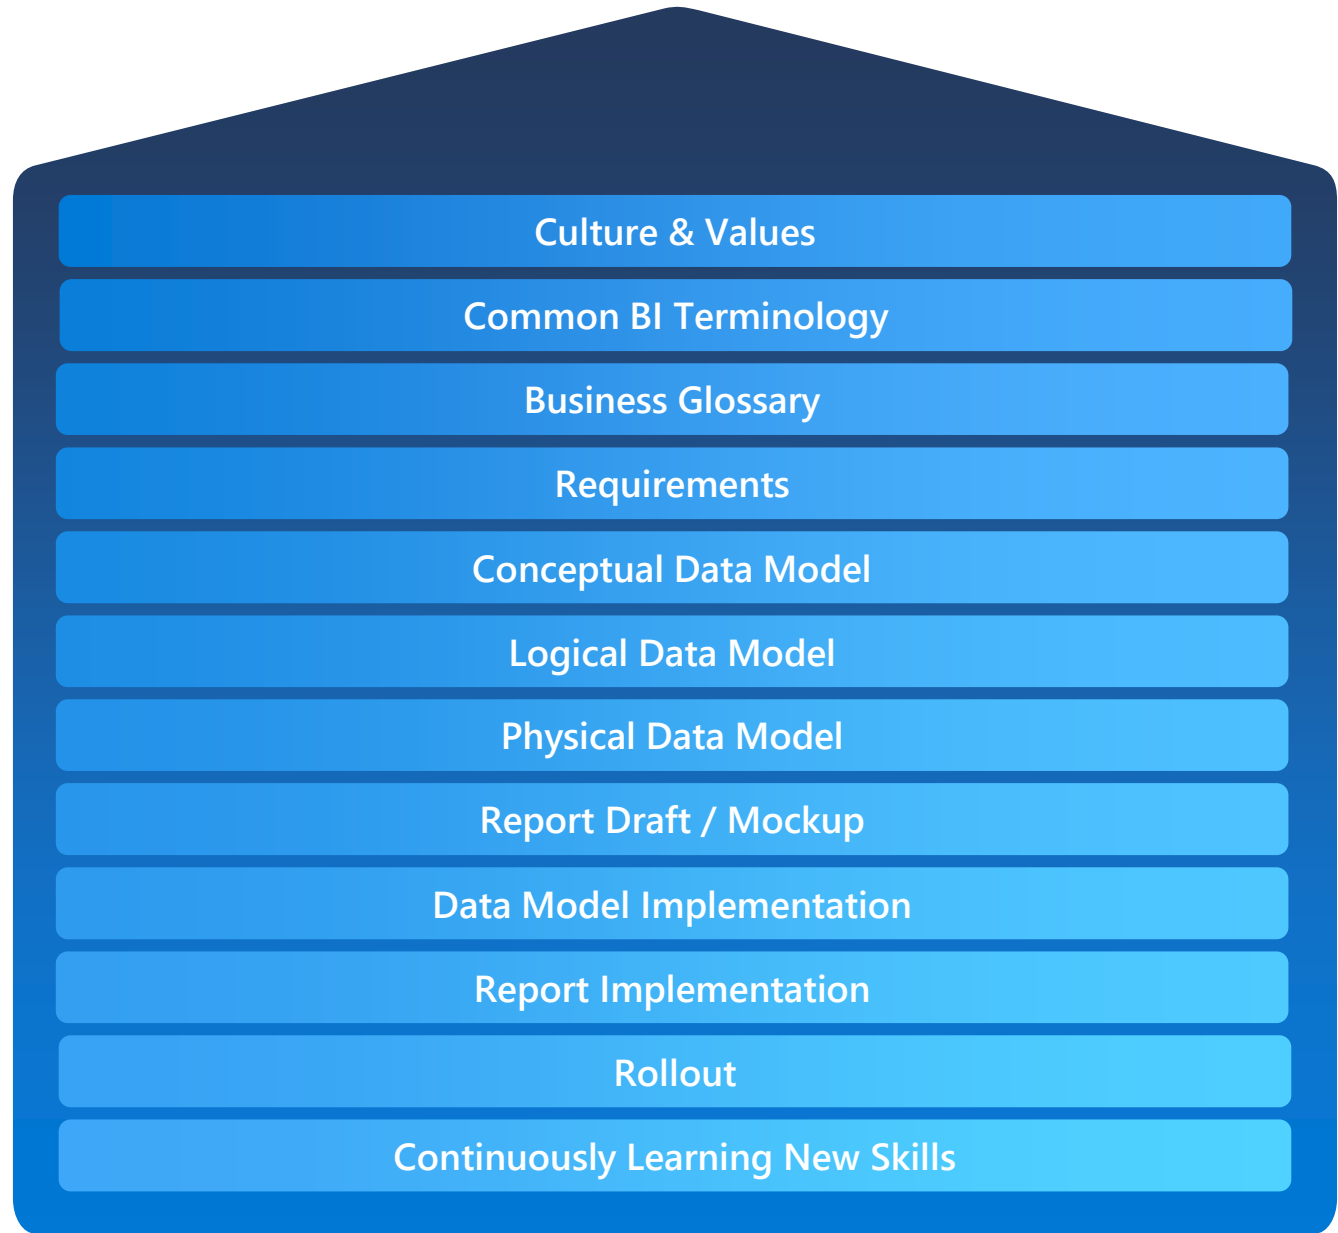 Culture & Values
Common BI Terminology
Business Glossary
Requirements
Conceptual Data Model
Logical Data Model
Physical Data Model
Report Draft / Mockup
Data Model Implementation
Report Implementation
Rollout
Continuously Learning New Skills